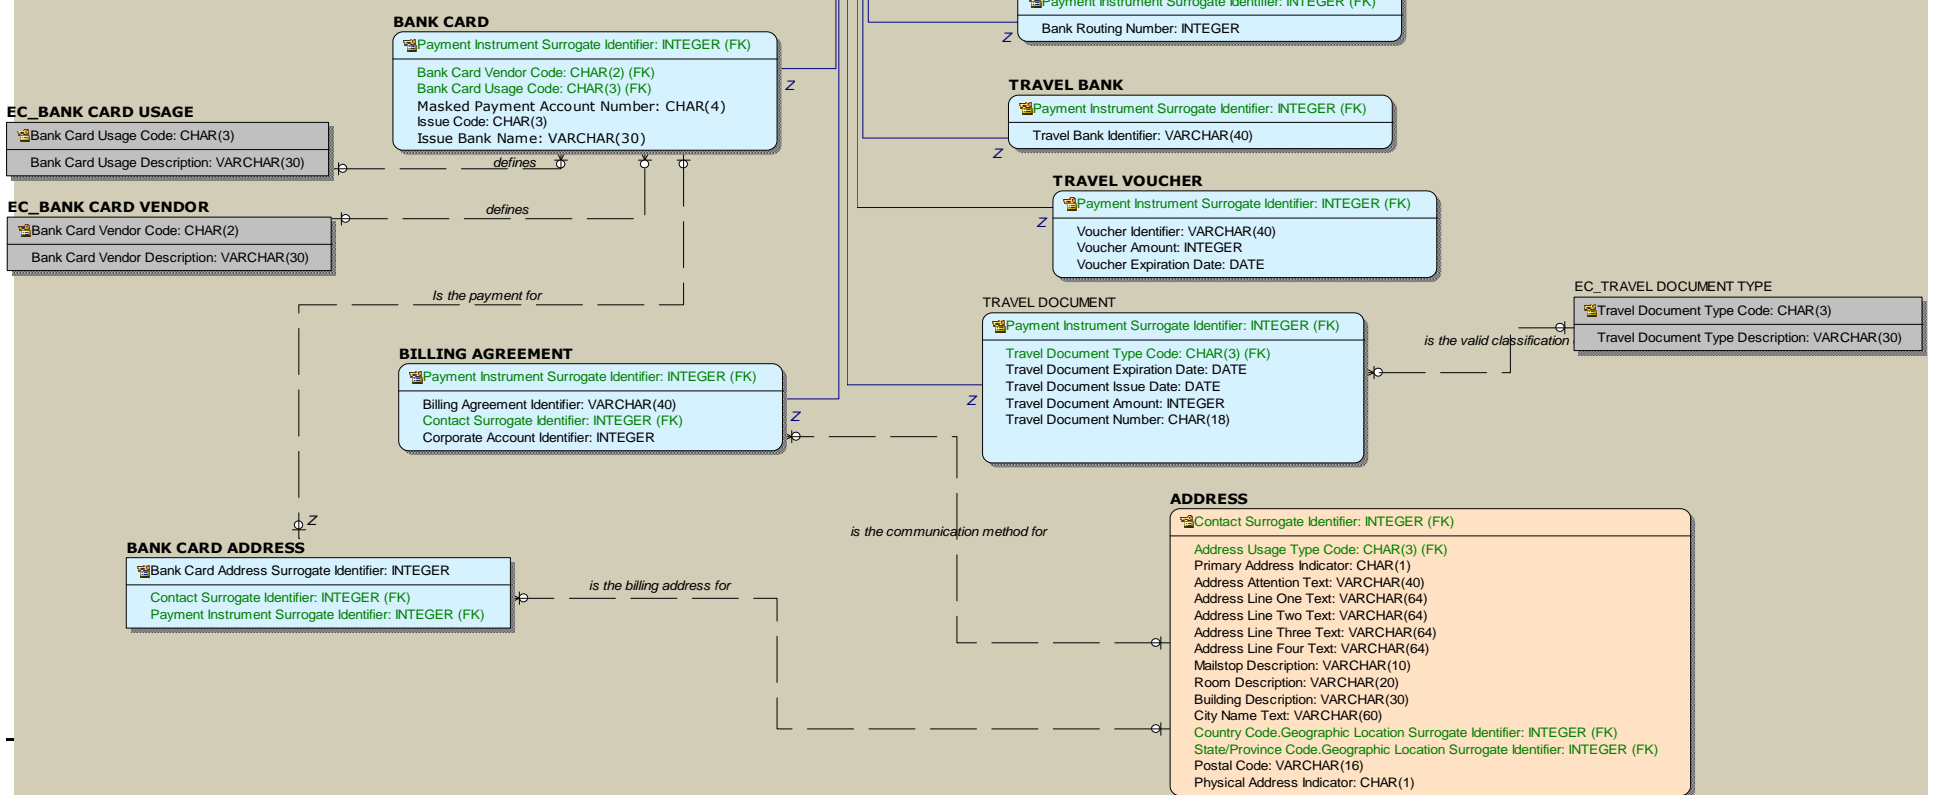 BANK CARD
Payment Instrument Surrogate Identifier: INTEGER (FK)
Bank Card Vendor Code: CHAR(2) (FK)
Bank Card Usage Code: CHAR(3) (FK)
Masked Payment Account Number: CHAR(4)
Issue Code: CHAR(3)
Issue Bank Name: VARCHAR(30)
Z
Payment Instrument Surrogate Identifier: INTEGER (FK)
Bank Routing Number: INTEGER
Z
TRAVEL BANK
Payment Instrument Surrogate Identifier: INTEGER (FK)
Travel Bank Identifier: VARCHAR(40)
Z
EC_BANK CARD USAGE
Bank Card Usage Code: CHAR(3)
Bank Card Usage Description: VARCHAR(30)
defines
EC_BANK CARD VENDOR
Bank Card Vendor Code: CHAR(2)
Bank Card Vendor Description: VARCHAR(30)
defines
TRAVEL VOUCHER
Payment Instrument Surrogate Identifier: INTEGER (FK)
Voucher Identifier: VARCHAR(40)
Voucher Amount: INTEGER
Voucher Expiration Date: DATE
Z
Is the payment for
TRAVEL DOCUMENT
Payment Instrument Surrogate Identifier: INTEGER (FK)
Travel Document Type Code: CHAR(3) (FK)
Travel Document Expiration Date: DATE
Travel Document Issue Date: DATE
Travel Document Amount: INTEGER
Travel Document Number: CHAR(18)
Z
EC_TRAVEL DOCUMENT TYPE
Travel Document Type Code: CHAR(3)
Travel Document Type Description: VARCHAR(30)
is the valid classification
BILLING AGREEMENT
Payment Instrument Surrogate Identifier: INTEGER (FK)
Billing Agreement Identifier: VARCHAR(40)
Contact Surrogate Identifier: INTEGER (FK)
Corporate Account Identifier: INTEGER
Z
is the communication method for
Z
BANK CARD ADDRESS
Bank Card Address Surrogate Identifier: INTEGER
Contact Surrogate Identifier: INTEGER (FK)
Payment Instrument Surrogate Identifier: INTEGER (FK)
is the billing address for
ADDRESS
Contact Surrogate Identifier: INTEGER (FK)
Address Usage Type Code: CHAR(3) (FK)
Primary Address Indicator: CHAR(1)
Address Attention Text: VARCHAR(40)
Address Line One Text: VARCHAR(64)
Address Line Two Text: VARCHAR(64)
Address Line Three Text: VARCHAR(64)
Address Line Four Text: VARCHAR(64)
Mailstop Description: VARCHAR(10)
Room Description: VARCHAR(20)
Building Description: VARCHAR(30)
City Name Text: VARCHAR(60)
Country Code.Geographic Location Surrogate Identifier: INTEGER (FK)
State/Province Code.Geographic Location Surrogate Identifier: INTEGER (FK)
Postal Code: VARCHAR(16)
Physical Address Indicator: CHAR(1)